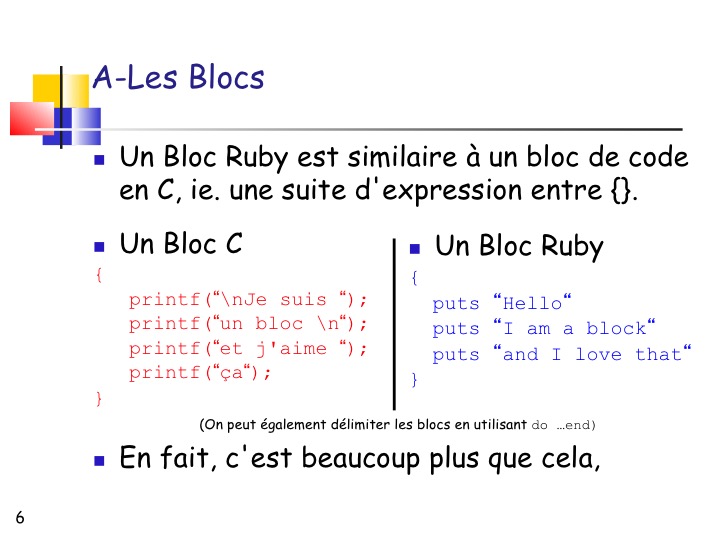 A-Les Blocs
Un Bloc Ruby est similaire à un bloc de code
en C, ie. une suite d'expression entre {}.
Un Bloc C
{
printf(“\nJe suis “);
printf(“un bloc \n“);
printf(“et j'aime “);
printf(“ça“);
}
Un Bloc Ruby
{
puts “Hello“
puts “I am a block“
puts “and I love that“
}
(On peut également délimiter les blocs en utilisant do …end)
En fait, c'est beaucoup plus que cela,
6